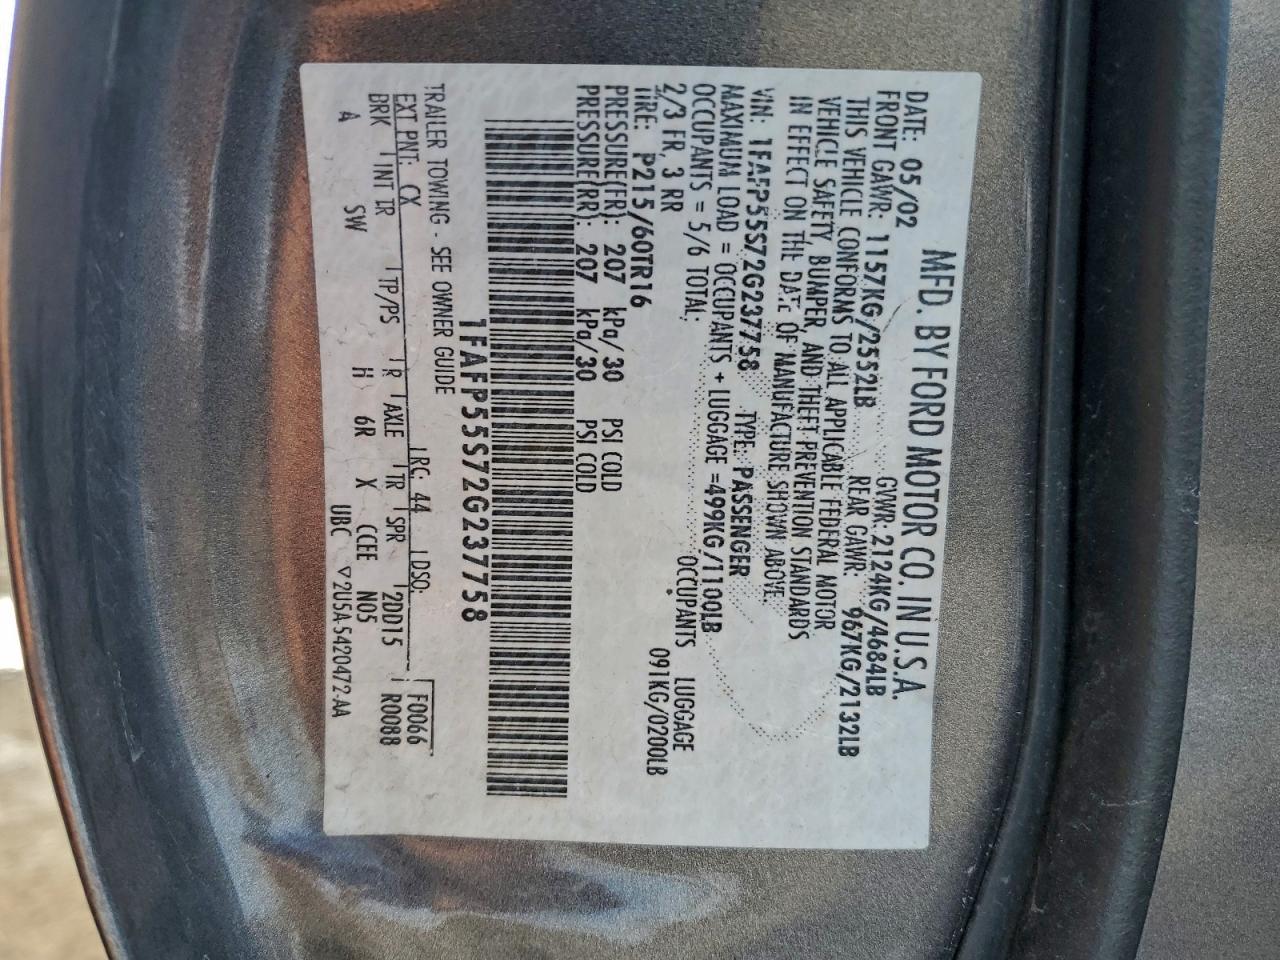 MFD. BY FORD MOTOR CO. IN U.S.A.
DATE: 05/02 GVWR: 2124KG/4684LB
FRONT GAWR: 1157KG/2552LB REAR GAWR: 967KG/2132LB
THIS VEHICLE CONFORMS TO ALL APPLICABLE FEDERAL MOTOR
VEHICLE SAFETY, BUMPER, AND THEFT PREVENTION STANDARDS
IN EFFECT ON THE DATE OF MANUFACTURE SHOWN ABOVE.
VIN: 1FAFP55S72G237758 TYPE: PASSENGER
MAXIMUM LOAD = OCCUPANTS + LUGGAGE =499KG/1100LB
OCCUPANTS = 5/6 TOTAL; OCCUPANTS LUGGAGE
2/3 FR, 3 RR 091KG/0200LB
TIRE: P215/60TR16
PRESSURE(FR): 207 kPa/30 PSI COLD
PRESSURE(RR): 207 kPa/30 PSI COLD
1FAFP55S72G237758
TRAILER TOWING - SEE OWNER GUIDE
EXT PNT: CX RC: 44 DSO: F0066
BRK INT TR TP/PS R AXLE TR SPR 2DD15 R0088
A SW H 6R X CCEE N05
UBC ▽2U5A-5420472-AA